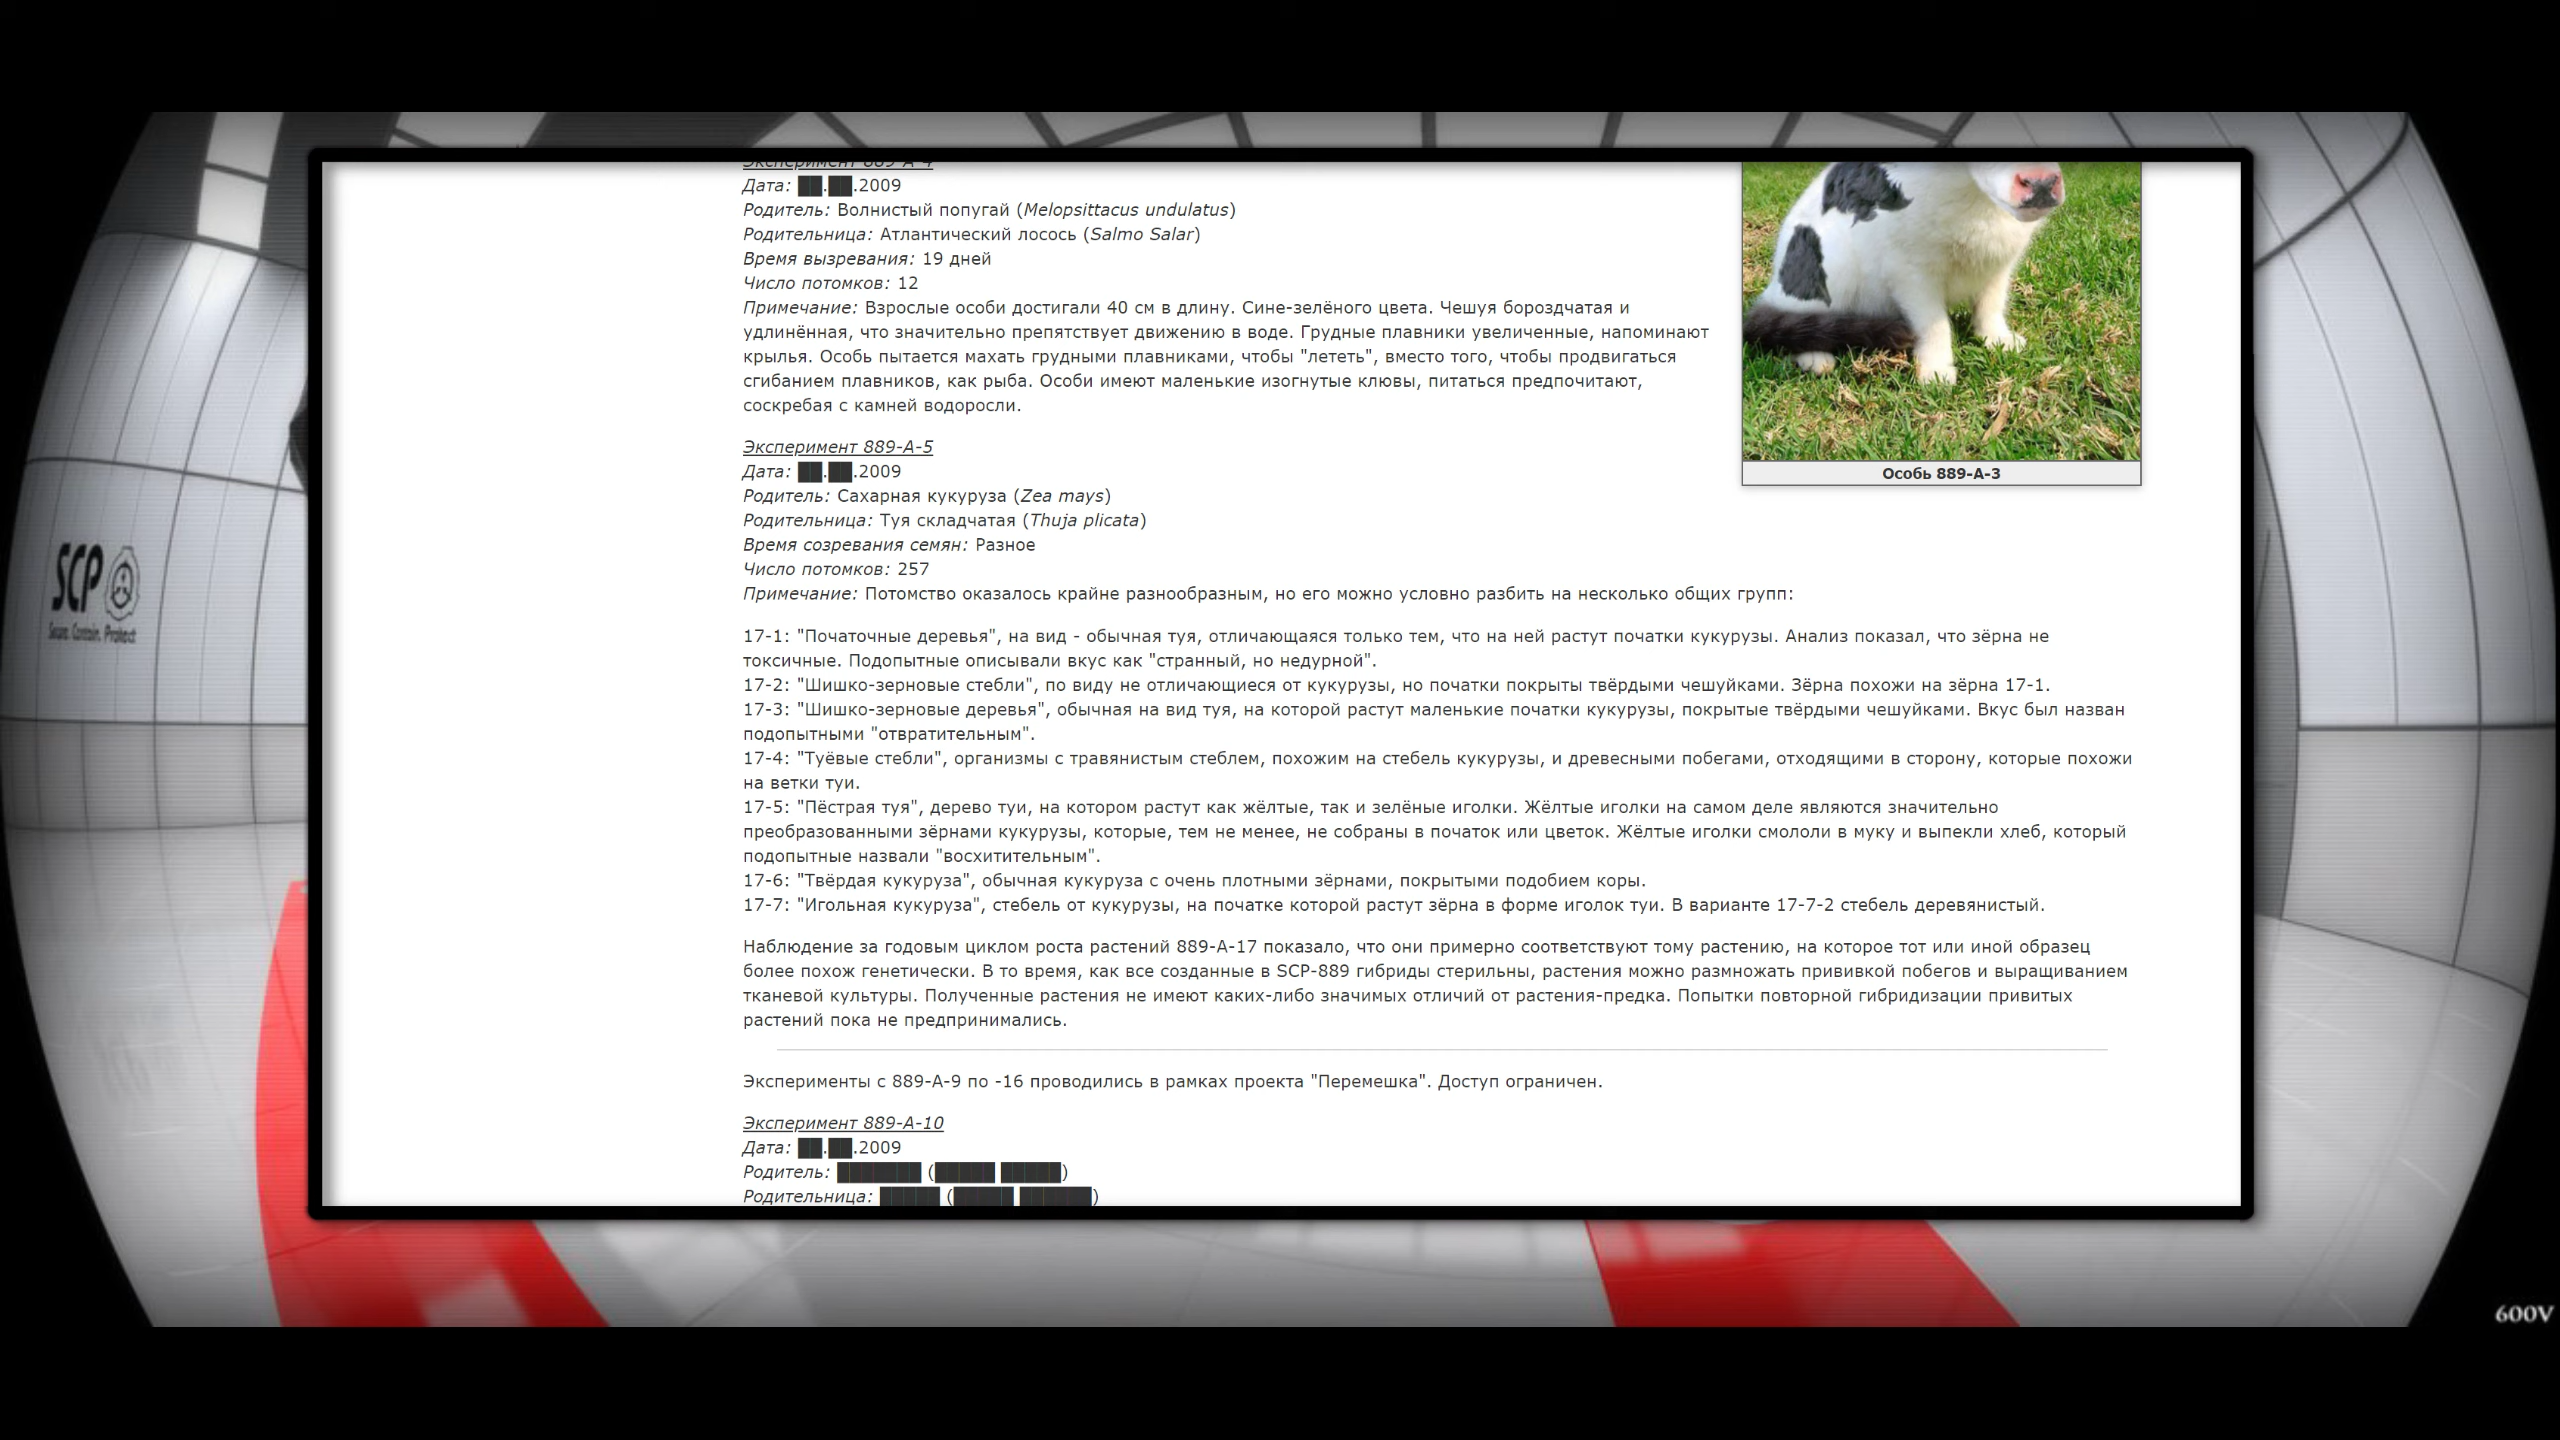 Эксперимент 889-А-4
Дата: ██.██.2009
Родитель: Волнистый попугай (Melopsittacus undulatus)
Родительница: Атлантический лосось (Salmo Salar)
Время вызревания: 19 дней
Число потомков: 12
Примечание: Взрослые особи достигали 40 см в длину. Сине-зелёного цвета. Чешуя бороздчатая и
удлинённая, что значительно препятствует движению в воде. Грудные плавники увеличенные, напоминают
крылья. Особь пытается махать грудными плавниками, чтобы "лететь", вместо того, чтобы продвигаться
сгибанием плавников, как рыба. Особи имеют маленькие изогнутые клювы, питаться предпочитают,
соскребая с камней водоросли.
Особь 889-А-3
Эксперимент 889-А-5
Дата: ██.██.2009
Родитель: Сахарная кукуруза (Zea mays)
Родительница: Туя складчатая (Thuja plicata)
Время созревания семян: Разное
Число потомков: 257
Примечание: Потомство оказалось крайне разнообразным, но его можно условно разбить на несколько общих групп:
17-1: "Початочные деревья", на вид - обычная туя, отличающаяся только тем, что на ней растут початки кукурузы. Анализ показал, что зёрна не
токсичные. Подопытные описывали вкус как "странный, но недурной".
17-2: "Шишко-зерновые стебли", по виду не отличающиеся от кукурузы, но початки покрыты твёрдыми чешуйками. Зёрна похожи на зёрна 17-1.
17-3: "Шишко-зерновые деревья", обычная на вид туя, на которой растут маленькие початки кукурузы, покрытые твёрдыми чешуйками. Вкус был назван
подопытными "отвратительным".
17-4: "Туёвые стебли", организмы с травянистым стеблем, похожим на стебель кукурузы, и древесными побегами, отходящими в сторону, которые похожи
на ветки туи.
17-5: "Пёстрая туя", дерево туи, на котором растут как жёлтые, так и зелёные иголки. Жёлтые иголки на самом деле являются значительно
преобразованными зёрнами кукурузы, которые, тем не менее, не собраны в початок или цветок. Жёлтые иголки смололи в муку и выпекли хлеб, который
подопытные назвали "восхитительным".
17-6: "Твёрдая кукуруза", обычная кукуруза с очень плотными зёрнами, покрытыми подобием коры.
17-7: "Игольная кукуруза", стебель от кукурузы, на початке которой растут зёрна в форме иголок туи. В варианте 17-7-2 стебель деревянистый.
Наблюдение за годовым циклом роста растений 889-А-17 показало, что они примерно соответствуют тому растению, на которое тот или иной образец
более похож генетически. В то время, как все созданные в SCP-889 гибриды стерильны, растения можно размножать прививкой побегов и выращиванием
тканевой культуры. Полученные растения не имеют каких-либо значимых отличий от растения-предка. Попытки повторной гибридизации привитых
растений пока не предпринимались.
Эксперименты с 889-А-9 по -16 проводились в рамках проекта "Перемешка". Доступ ограничен.
Эксперимент 889-А-10
Дата: ██.██.2009
Родитель: ███████ (█████ █████)
Родительница: █████ (█████ ██████)
SCP
Secure. Contain. Protect
600V